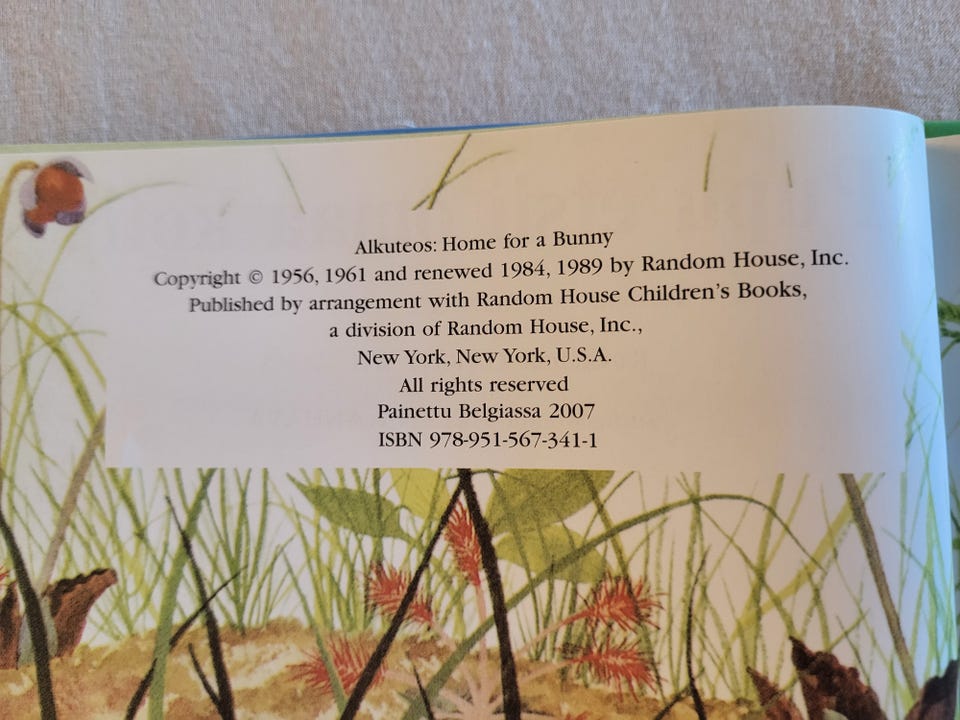 Alkuteos: Home for a Bunny
Copyright © 1956, 1961 and renewed 1984, 1989 by Random House, Inc.
Published by arrangement with Random House Children's Books,
a division of Random House, Inc.,
New York, New York, U.S.A.
All rights reserved
Painettu Belgiassa 2007
ISBN 978-951-567-341-1